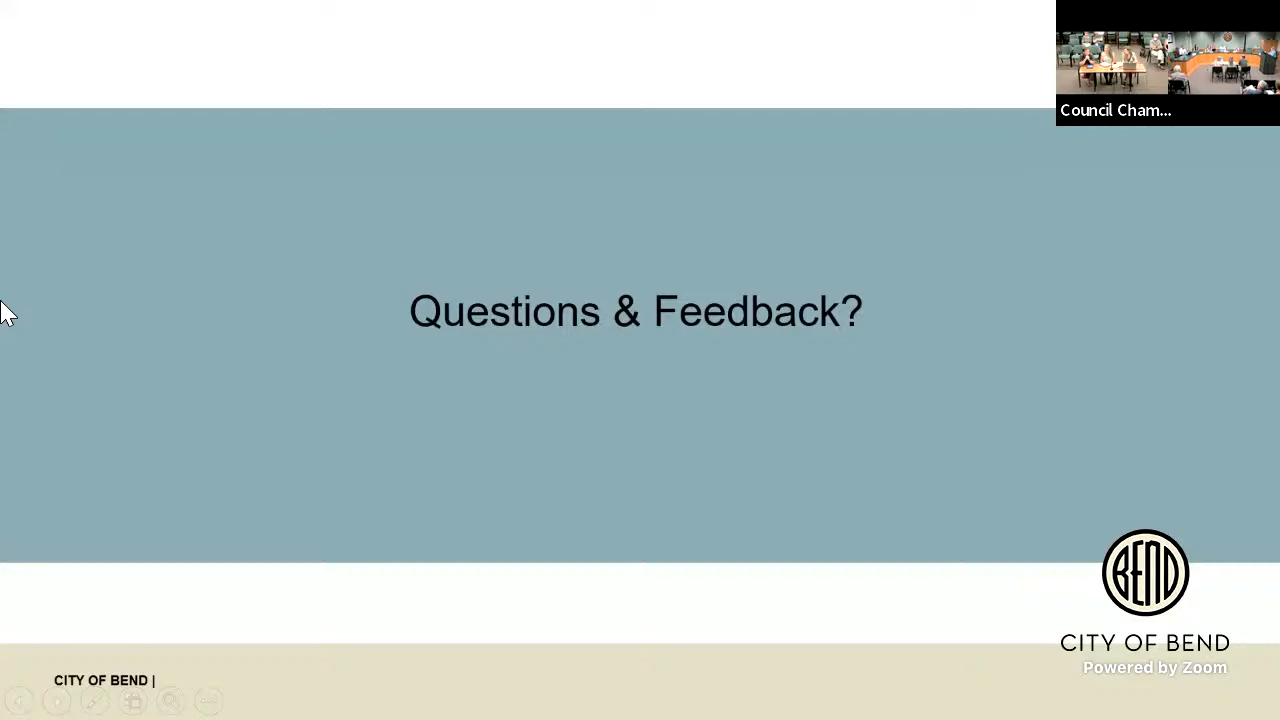 Council Cham...
Questions & Feedback?
BEND
CITY OF BEND
Powered by Zoom
CITY OF BEND |